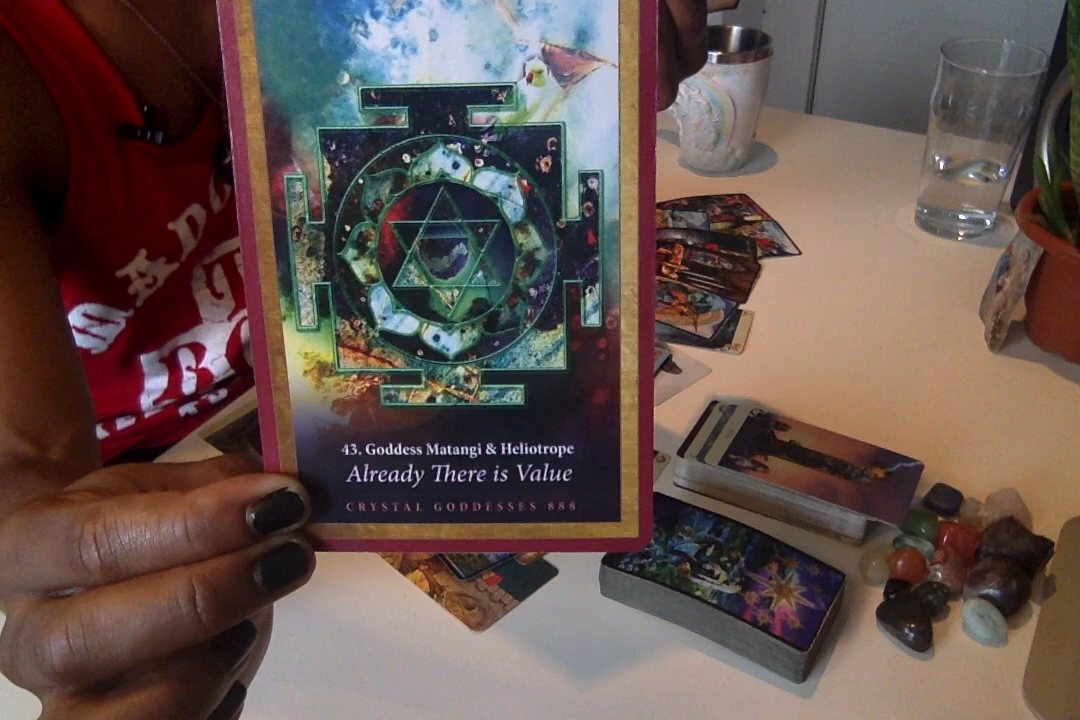 43. Goddess Matangi & Heliotrope
Already There is Value
CRYSTAL GODDESSES 888